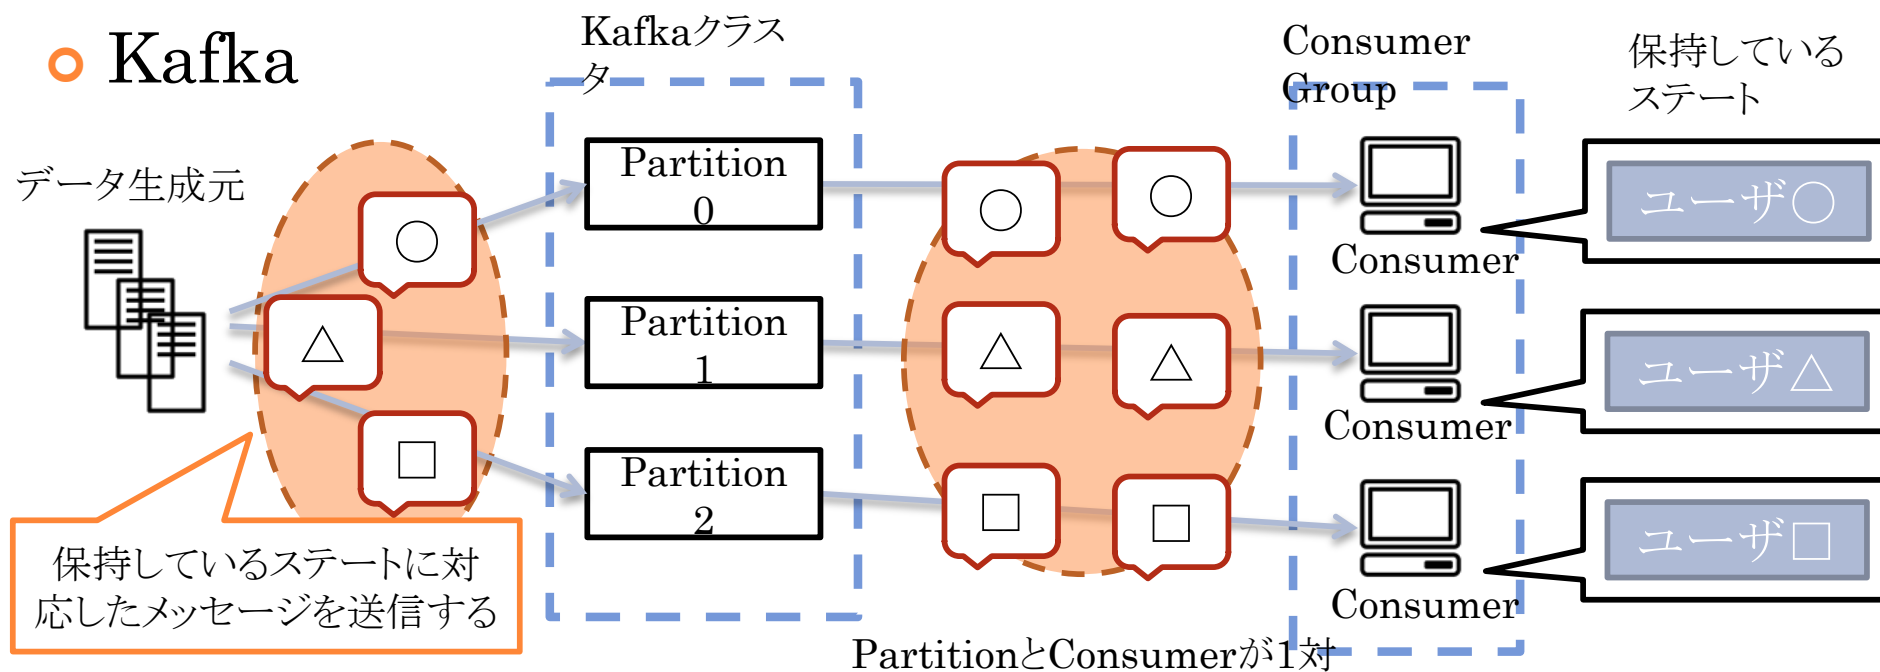 Kafka
Kafkaクラス
タ
Consumer
Group
保持している
ステート
データ生成元
Partition
0
○
○
○
Consumer
ユーザ○
Partition
1
△
△
△
Consumer
ユーザ△
Partition
2
□
□
□
Consumer
ユーザ□
保持しているステートに対
応したメッセージを送信する
PartitionとConsumerが1対